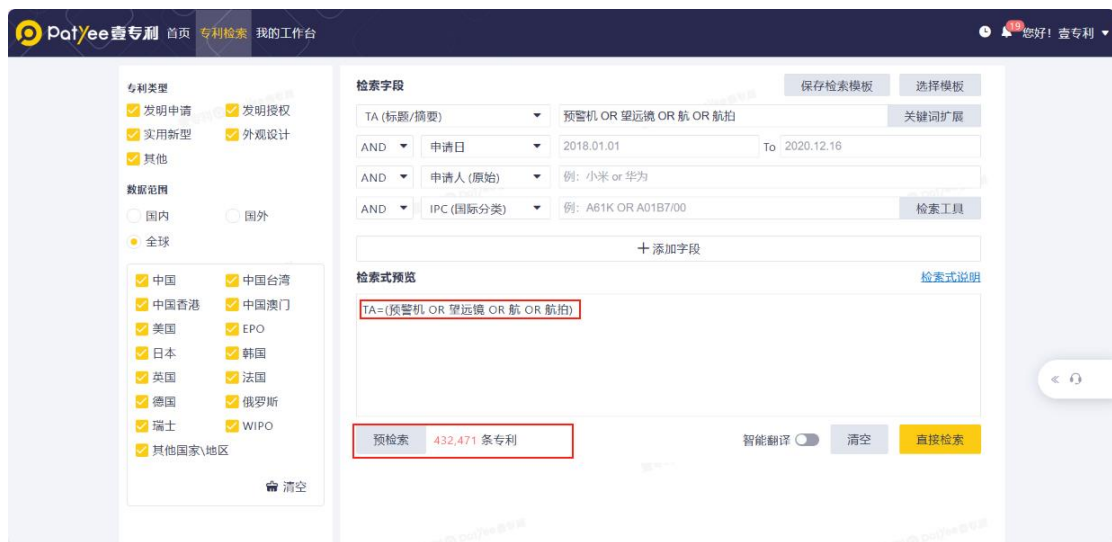 PatYee壹专利 首页 专利检索 我的工作台 19 您好！壹专利
专利类型
发明申请 发明授权
实用新型 外观设计
其他
数据范围
国内 国外
全球
中国 中国台湾
中国香港 中国澳门
美国 EPO
日本 韩国
英国 法国
德国 俄罗斯
瑞士 WIPO
其他国家\地区
清空
检索字段 保存检索模板 选择模板
TA (标题/摘要) 预警机 OR 望远镜 OR 航 OR 航拍 关键词扩展
AND 申请日 2018.01.01 To 2020.12.16
AND 申请人 (原始) 例: 小米 or 华为
AND IPC (国际分类) 例: A61K OR A01B7/00 检索工具
+添加字段
检索式预览 检索式说明
TA=(预警机 OR 望远镜 OR 航 OR 航拍)
预检索 432,471 条专利 智能翻译 清空 直接检索